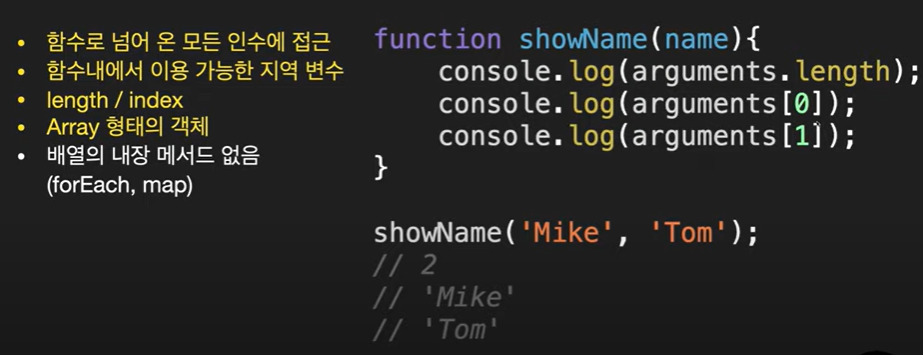 • 함수로 넘어 온 모든 인수에 접근
• 함수내에서 이용 가능한 지역 변수
• length / index
• Array 형태의 객체
• 배열의 내장 메서드 없음
(forEach, map)
function showName(name){
    console.log(arguments.length);
    console.log(arguments[0]);
    console.log(arguments[1]);
}
showName('Mike', 'Tom');
// 2
// 'Mike'
// 'Tom'